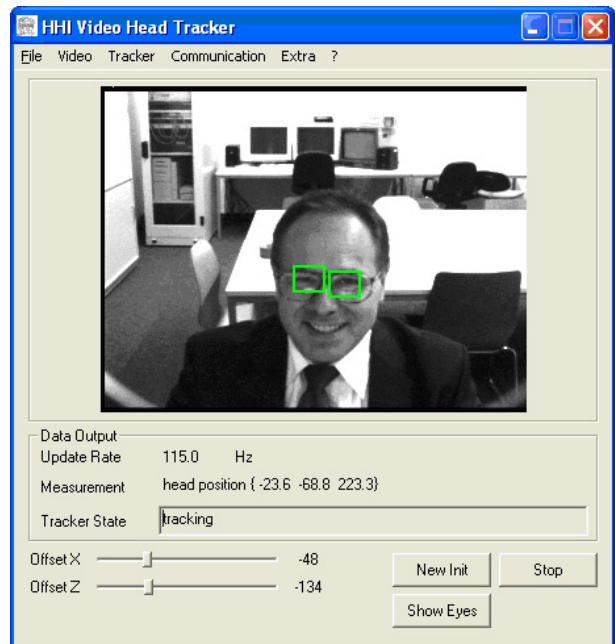 HHI Video Head Tracker
File Video Tracker Communication Extra ?
Data Output
Update Rate 115.0 Hz
Measurement head position { -23.6 -68.8 223.3}
Tracker State tracking
Offset X -48
Offset Z -134
New Init Stop
Show Eyes